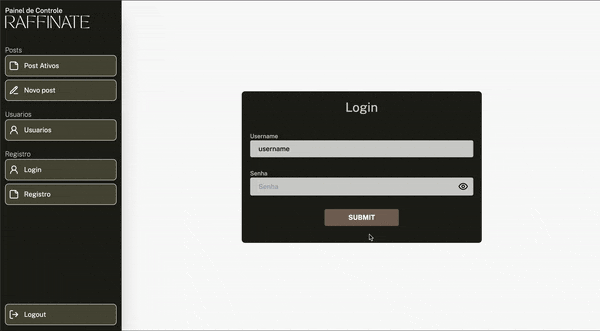 Painel de Controle
RAFFINATE
Posts
Post Ativos
Novo post
Usuarios
Usuarios
Registro
Login
Registro
Logout
Login
Username
username
Senha
Senha
SUBMIT